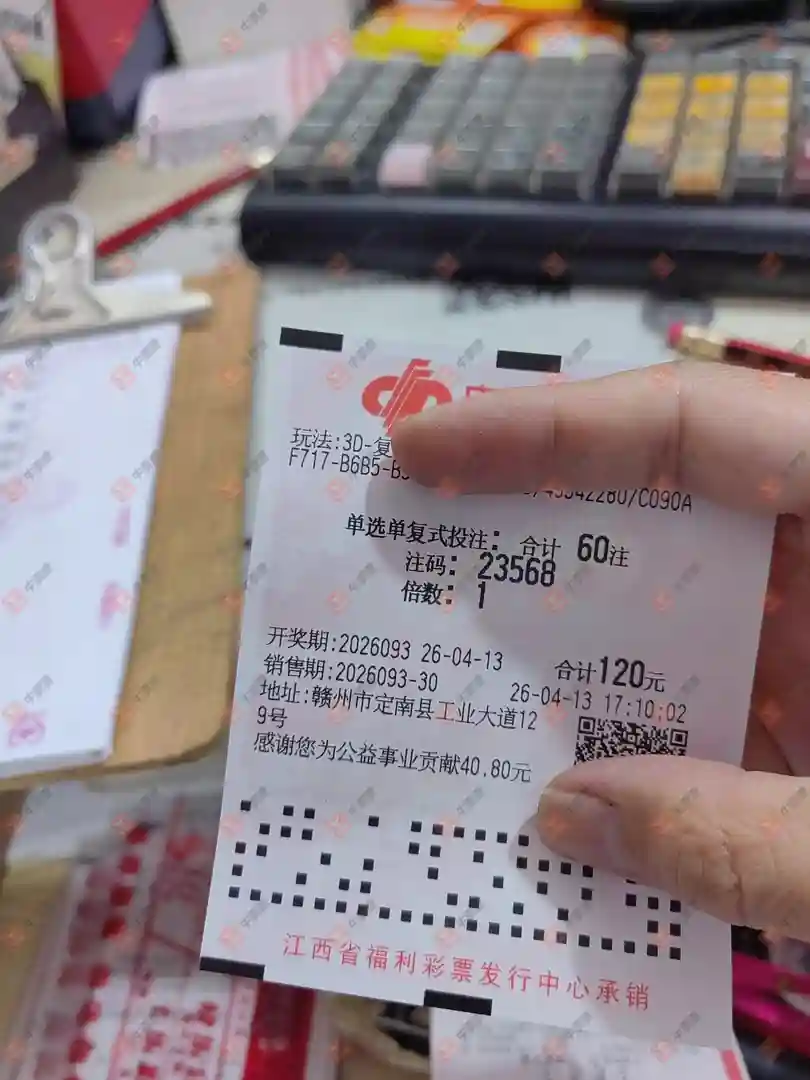 玩法:3D-复
F717-B6B5-B
42280/C090A
单选单复式投注: 合计 60注
注码: 23568
倍数: 1
开奖期:2026093 26-04-13 合计120元
销售期:2026093-30 26-04-13 17:10:02
地址:赣州市定南县工业大道12
9号
感谢您为公益事业贡献40.80元
江西省福利彩票发行中心承销